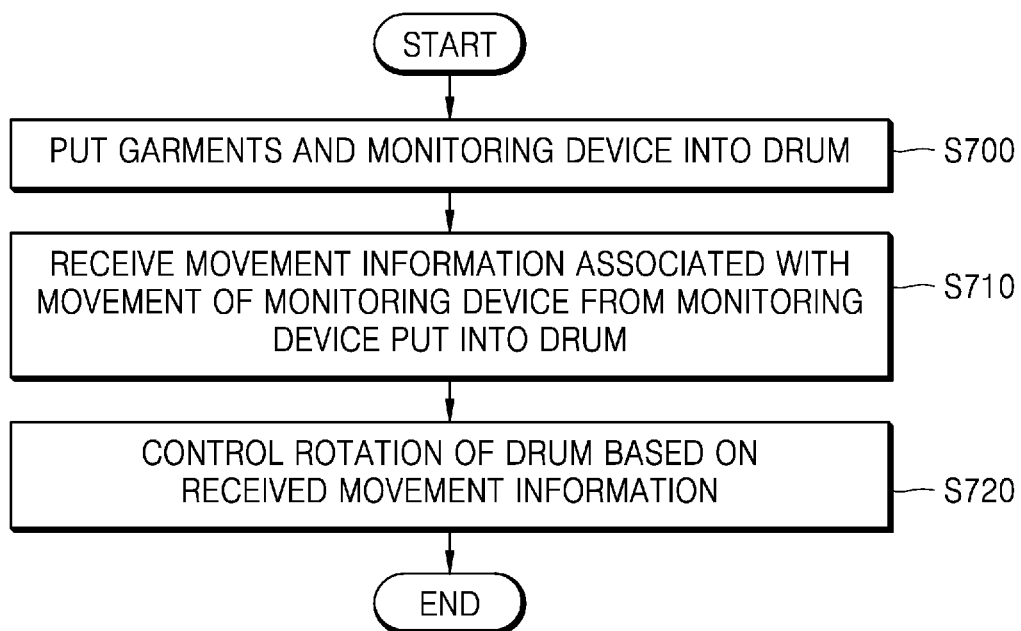 START
PUT GARMENTS AND MONITORING DEVICE INTO DRUM
S700
RECEIVE MOVEMENT INFORMATION ASSOCIATED WITH
MOVEMENT OF MONITORING DEVICE FROM MONITORING
DEVICE PUT INTO DRUM
S710
CONTROL ROTATION OF DRUM BASED ON
RECEIVED MOVEMENT INFORMATION
S720
END